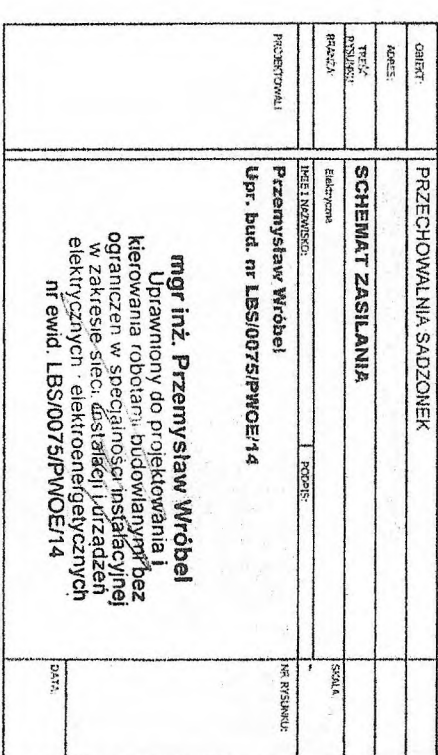 OBIEKT:
PRZECHOWALNIA SADZONEK
ADRES:
TREŚĆ
RYSUNKU:
SCHEMAT ZASILANIA
BRANŻA:
Elektryczna
SKALA:
IMIĘ I NAZWISKO:
PODPIS:
PROJEKTOWALI
Przemysław Wróbel
Upr. bud. nr LBS/0075/PWOE/14
NR RYSUNKU:
mgr inż. Przemysław Wróbel
Uprawniony do projektowania i
kierowania robotami budowlanymi bez
ograniczeń w specjalności instalacyjnej
w zakresie sieci, instalacji i urządzeń
elektrycznych i elektroenergetycznych
nr ewid. LBS/0075/PWOE/14
DATA: